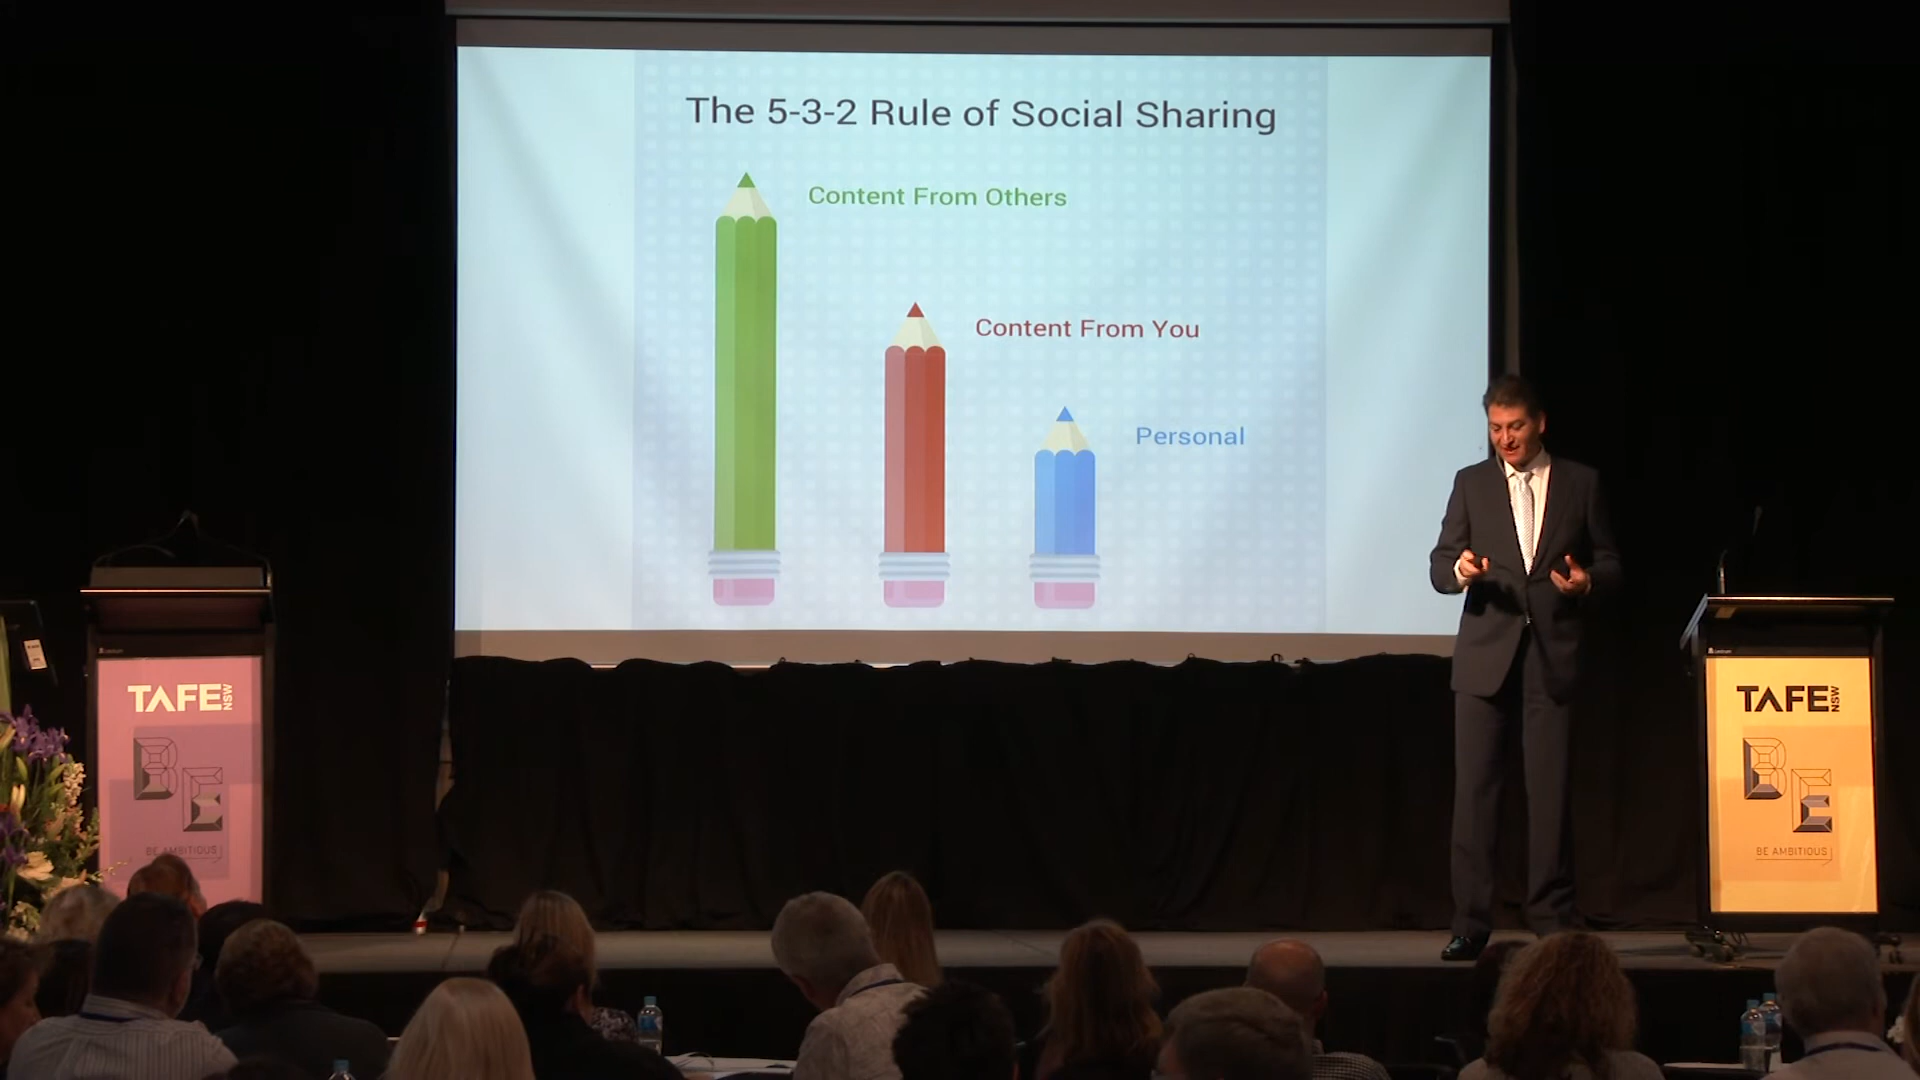 The 5-3-2 Rule of Social Sharing
Content From Others
Content From You
Personal
TAFE NSW
BE
BE AMBITIOUS
TAFE NSW
BE
BE AMBITIOUS